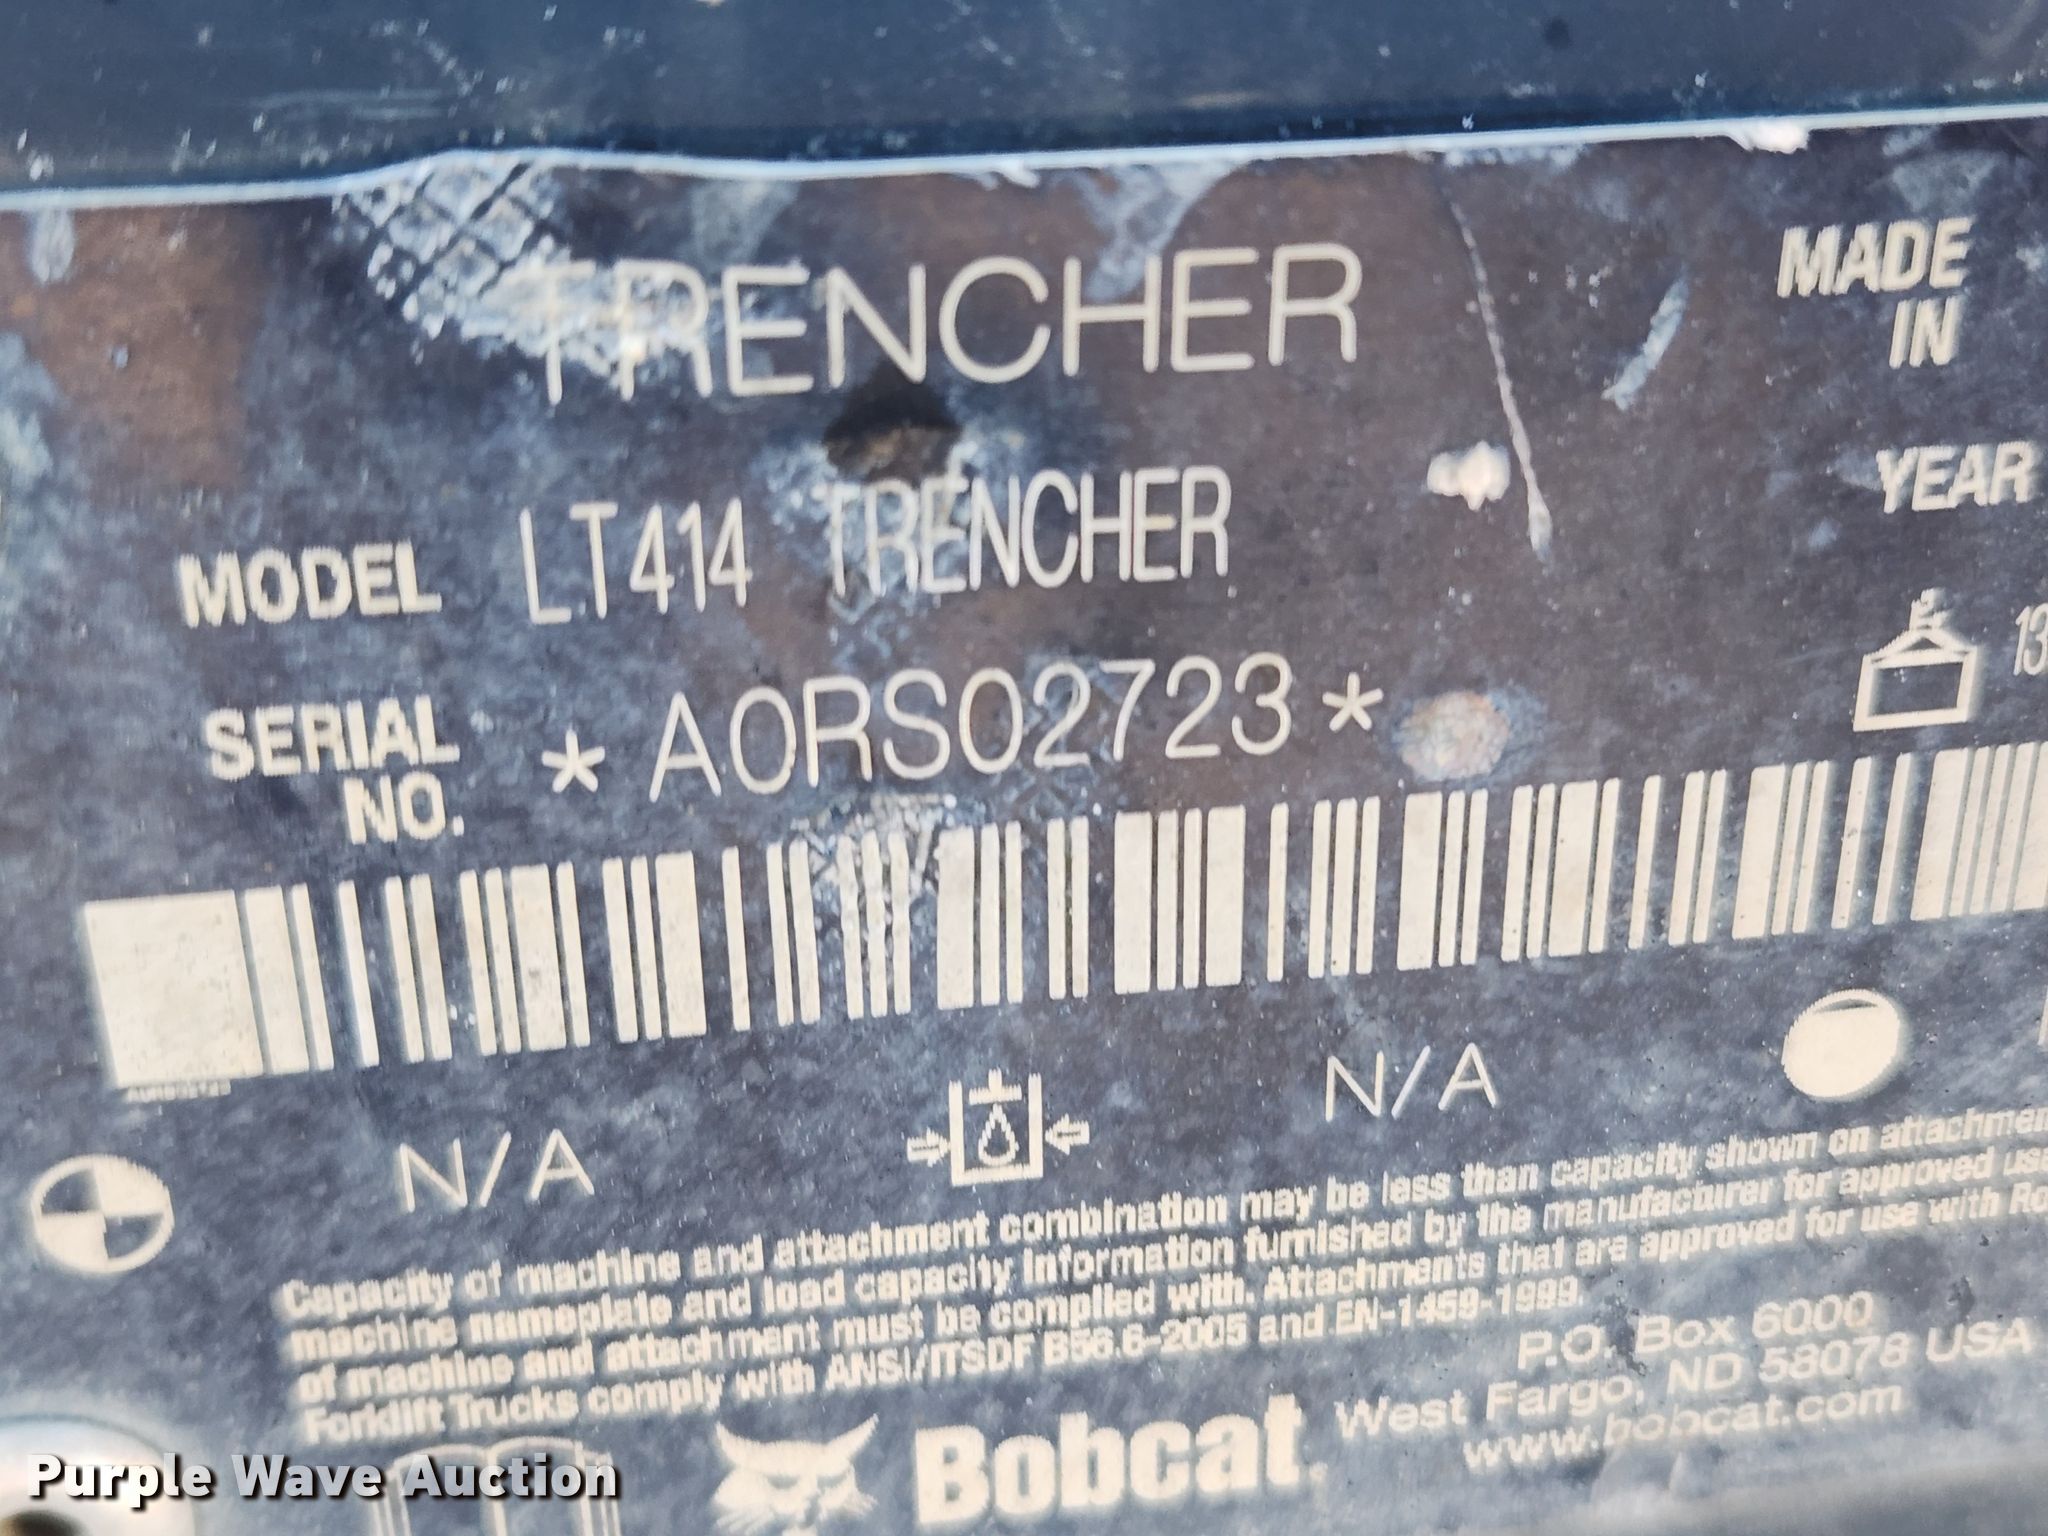 TRENCHER
MADE
IN
MODEL LT414 TRENCHER
YEAR
SERIAL
NO. *A0RS02723*
13
N/A
N/A
Capacity of machine and attachment combination may be less than capacity shown on attachmen
machine nameplate and load capacity information furnished by the manufacturer for approved use
of machine and attachment must be complied with. Attachments that are approved for use with Ro
Forklift Trucks comply with ANSI/ITSDF B56.6-2005 and EN-1459-1999.
P.O. Box 6000
West Fargo, ND 58078 USA
www.bobcat.com
Bobcat
Purple Wave Auction